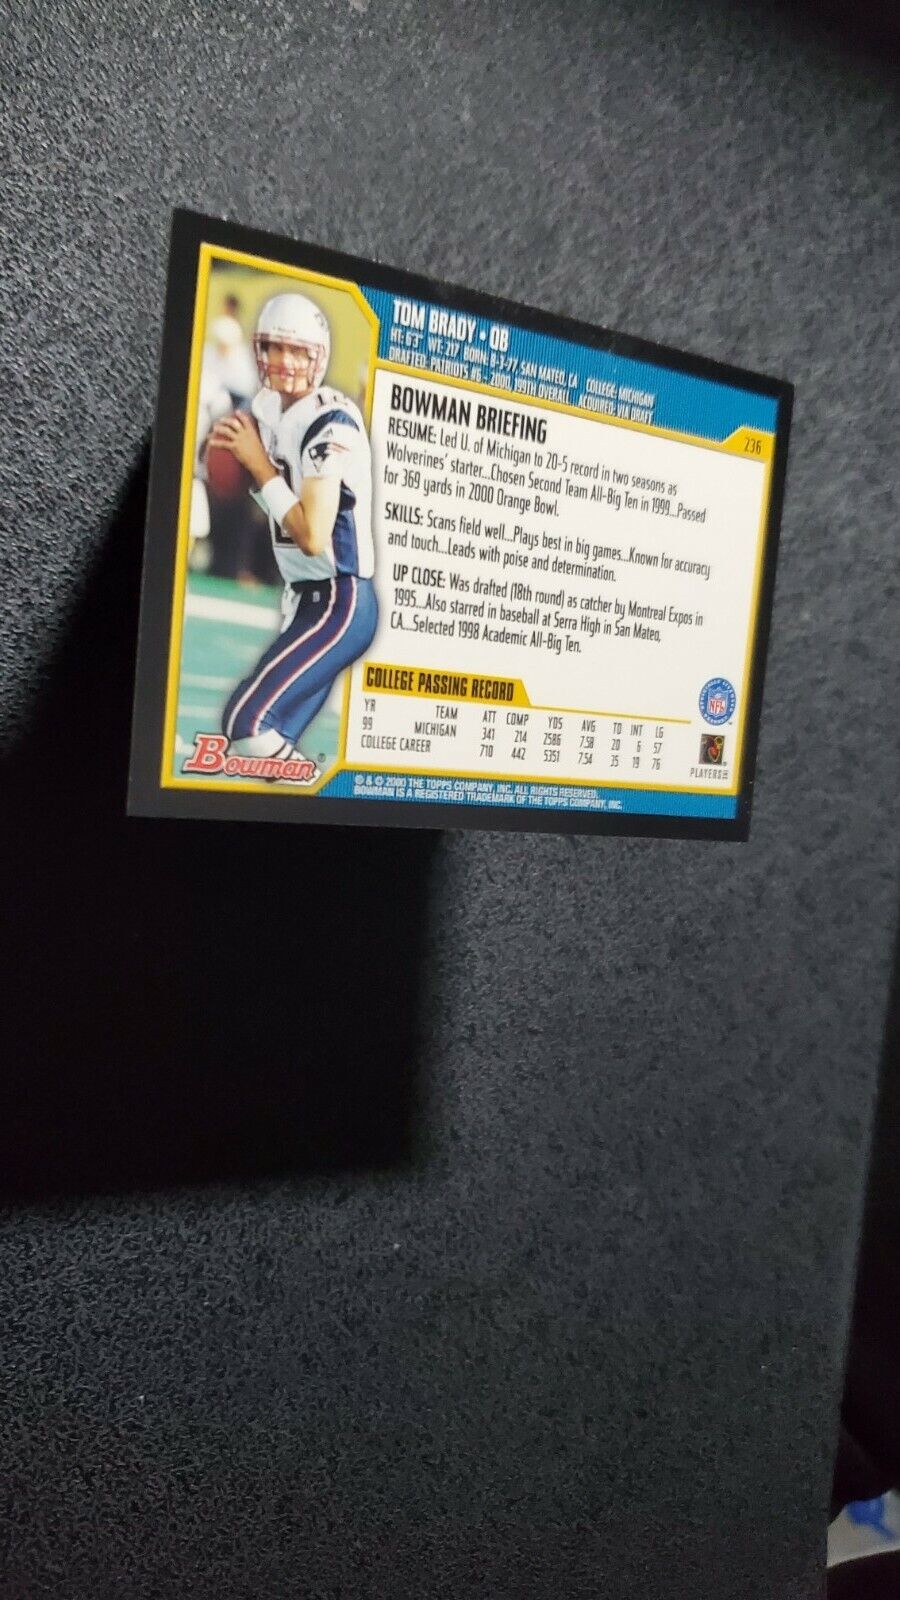 TOM BRADY • QB
HT: 6'3" WT: 217 BORN: 8-3-77, SAN MATEO, CA COLLEGE: MICHIGAN
DRAFTED: PATRIOTS #6... 2000, 199TH OVERALL ACQUIRED: VIA DRAFT
236
BOWMAN BRIEFING
RESUME: Led U. of Michigan to 20-5 record in two seasons as
Wolverines' starter...Chosen Second Team All-Big Ten in 1999...Passed
for 369 yards in 2000 Orange Bowl.
SKILLS: Scans field well...Plays best in big games...Known for accuracy
and touch...Leads with poise and determination.
UP CLOSE: Was drafted (18th round) as catcher by Montreal Expos in
1995...Also starred in baseball at Serra High in San Mateo,
CA...Selected 1998 Academic All-Big Ten.
COLLEGE PASSING RECORD
YR TEAM ATT COMP YDS AVG TD INT LG
99 MICHIGAN 341 214 2586 7.58 20 6 57
COLLEGE CAREER 710 442 5351 7.54 35 19 76
NFL
PLAYERS INC
Bowman®
© & © 2000 THE TOPPS COMPANY, INC. ALL RIGHTS RESERVED.
BOWMAN IS A REGISTERED TRADEMARK OF THE TOPPS COMPANY, INC.